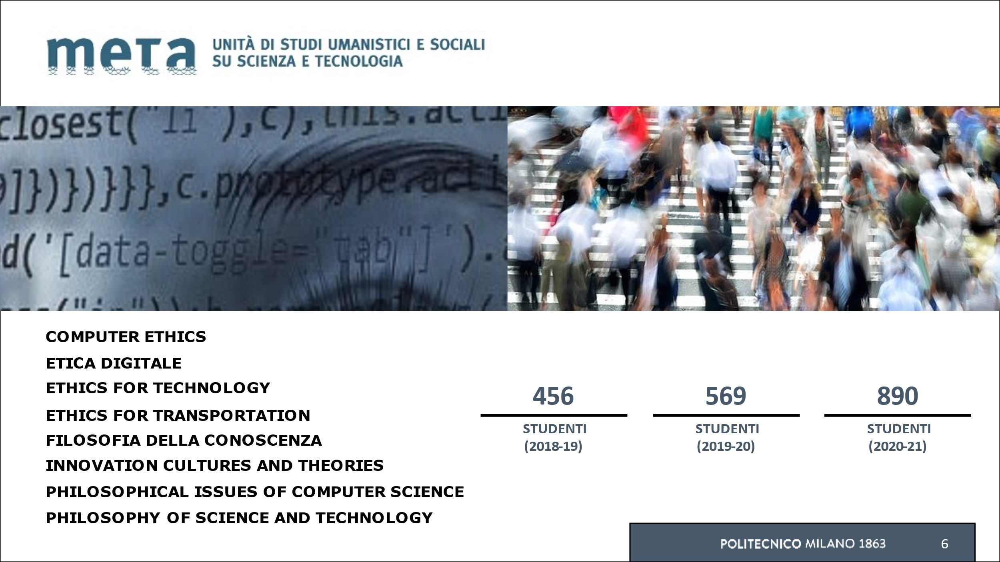 meta
UNITÀ DI STUDI UMANISTICI E SOCIALI
SU SCIENZA E TECNOLOGIA
closest("li"),c),this.acti
]})})}}},c.prototype.acti
d('[data-toggle="tab"]').
COMPUTER ETHICS
ETICA DIGITALE
ETHICS FOR TECHNOLOGY
ETHICS FOR TRANSPORTATION
FILOSOFIA DELLA CONOSCENZA
INNOVATION CULTURES AND THEORIES
PHILOSOPHICAL ISSUES OF COMPUTER SCIENCE
PHILOSOPHY OF SCIENCE AND TECHNOLOGY
456
STUDENTI
(2018-19)
569
STUDENTI
(2019-20)
890
STUDENTI
(2020-21)
POLITECNICO MILANO 1863
6